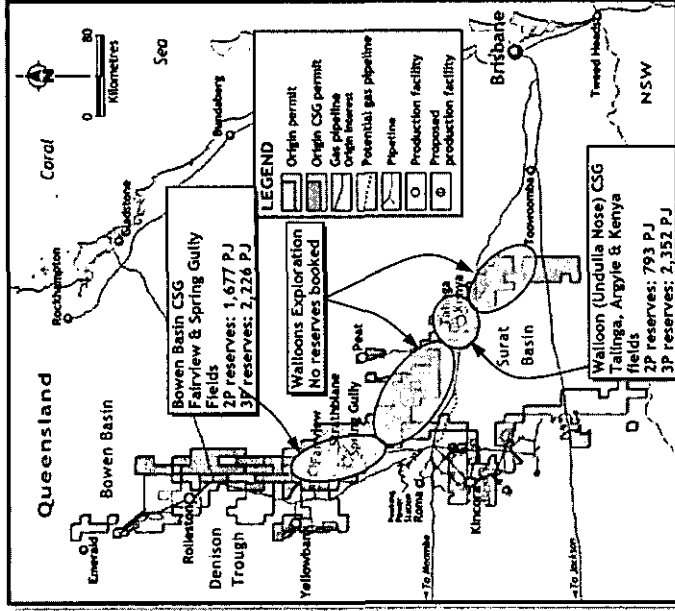 Queensland
Bowen Basin
Emerald
Rolleston
Denison
Trough
Yellowbank
Rockhampton
Gladstone
Coral
Sea
Bundaberg
N
0 80
Kilometres
Bowen Basin CSG
Fairview & Spring Gully
Fields
2P reserves: 1,677 PJ
3P reserves: 2,226 PJ
Walloons Exploration
No reserves booked
LEGEND
Origin permit
Origin CSG permit
Gas pipeline
Origin interest
Potential gas pipeline
Pipeline
Production facility
Proposed
production facility
Fairview
Strathblane
Spring Gully
Peat
Talinga
Kenya
Power
Station
Roma
Kincora
Surat
Basin
To Moomba
To Jackson
Walloon (Undulla Nose) CSG
Talinga, Argyle & Kenya
fields
2P reserves: 793 PJ
3P reserves: 2,352 PJ
Toowoomba
Brisbane
Tweed Heads
NSW